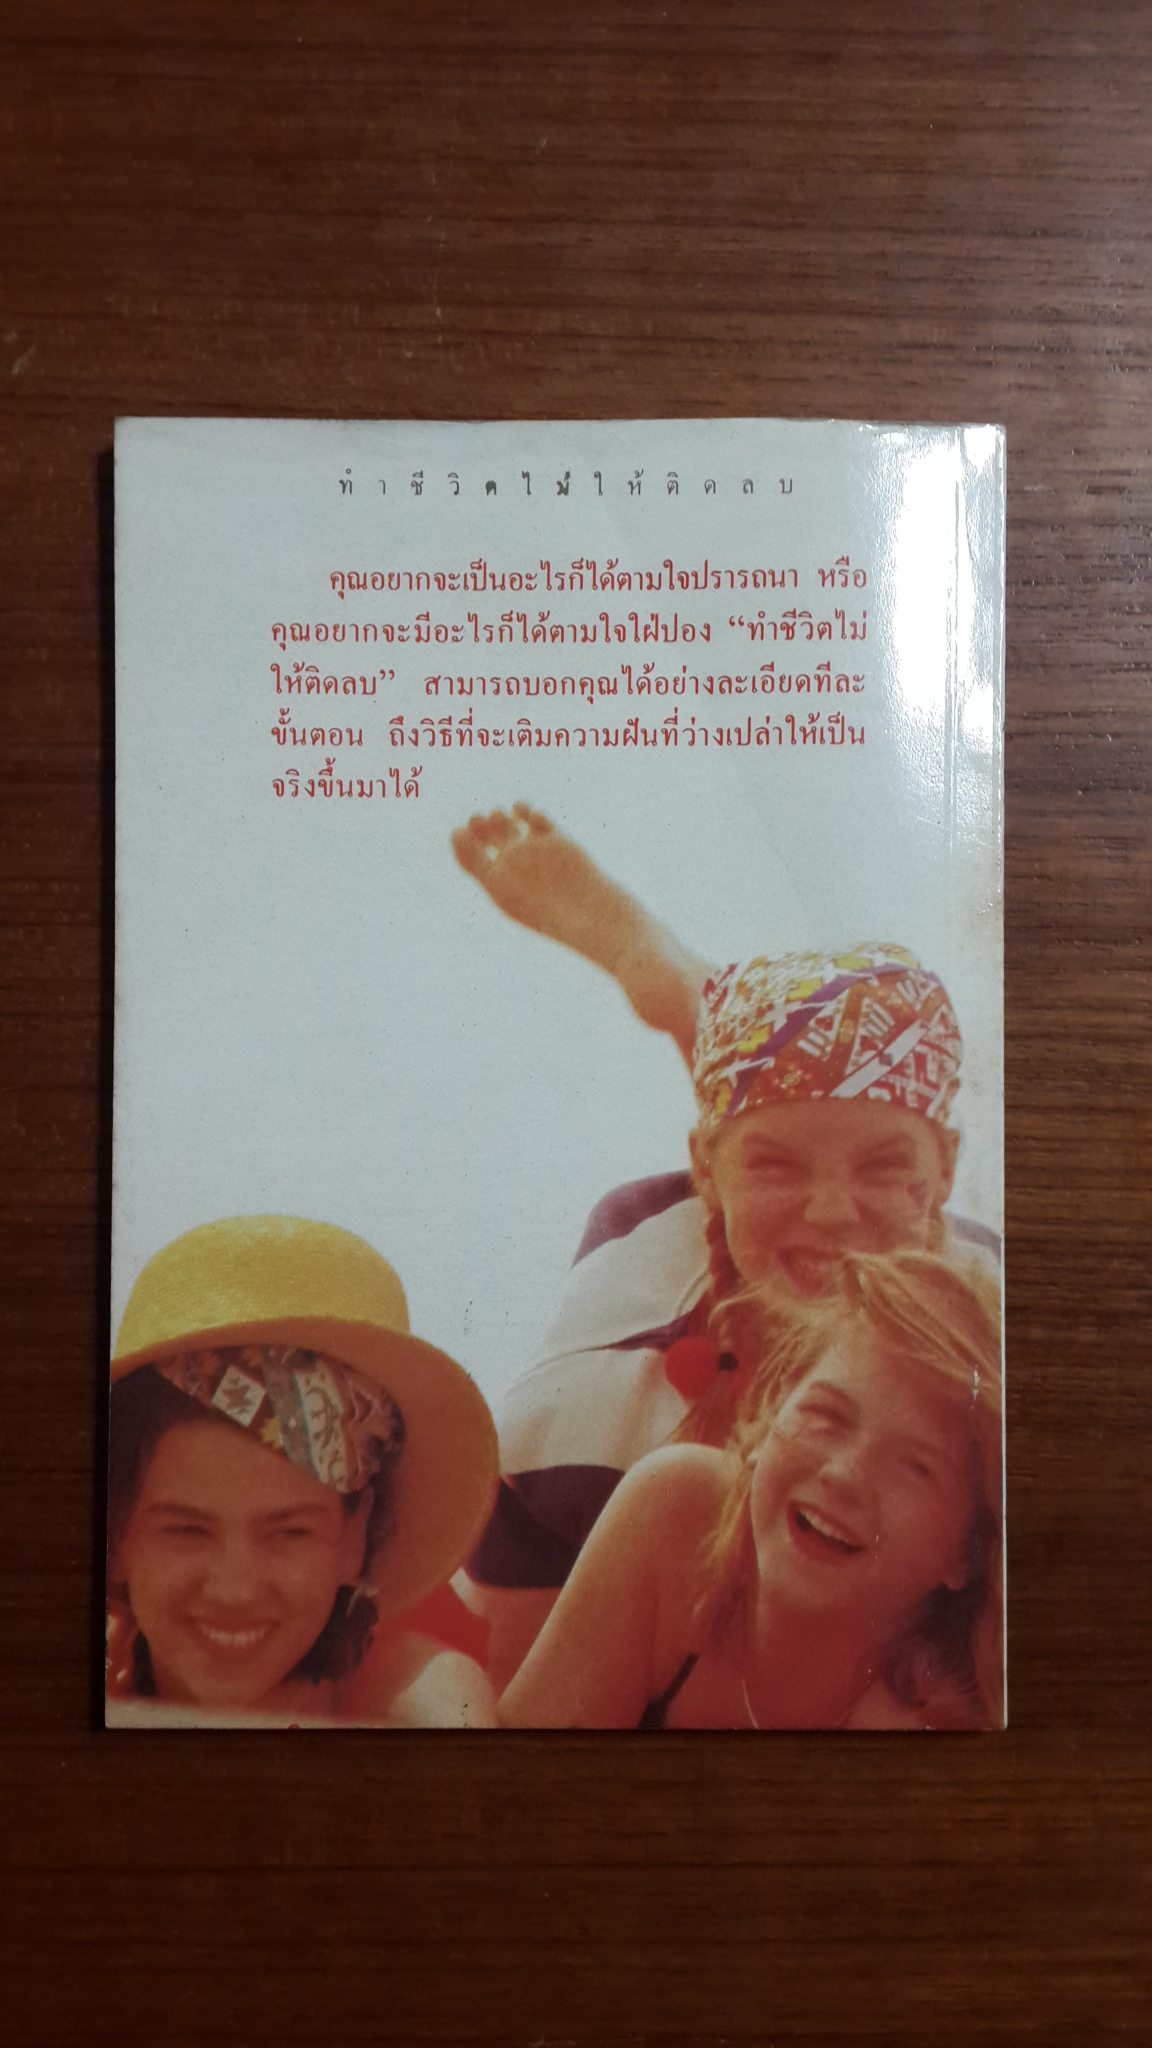 ทำชีวิตไม่ให้ติดลบ
คุณอยากจะเป็นอะไรก็ได้ตามใจปรารถนา หรือ
คุณอยากจะมีอะไรก็ได้ตามใจใฝ่ปอง “ทำชีวิตไม่
ให้ติดลบ” สามารถบอกคุณได้อย่างละเอียดทีละ
ขั้นตอน ถึงวิธีที่จะเติมความฝันที่ว่างเปล่าให้เป็น
จริงขึ้นมาได้